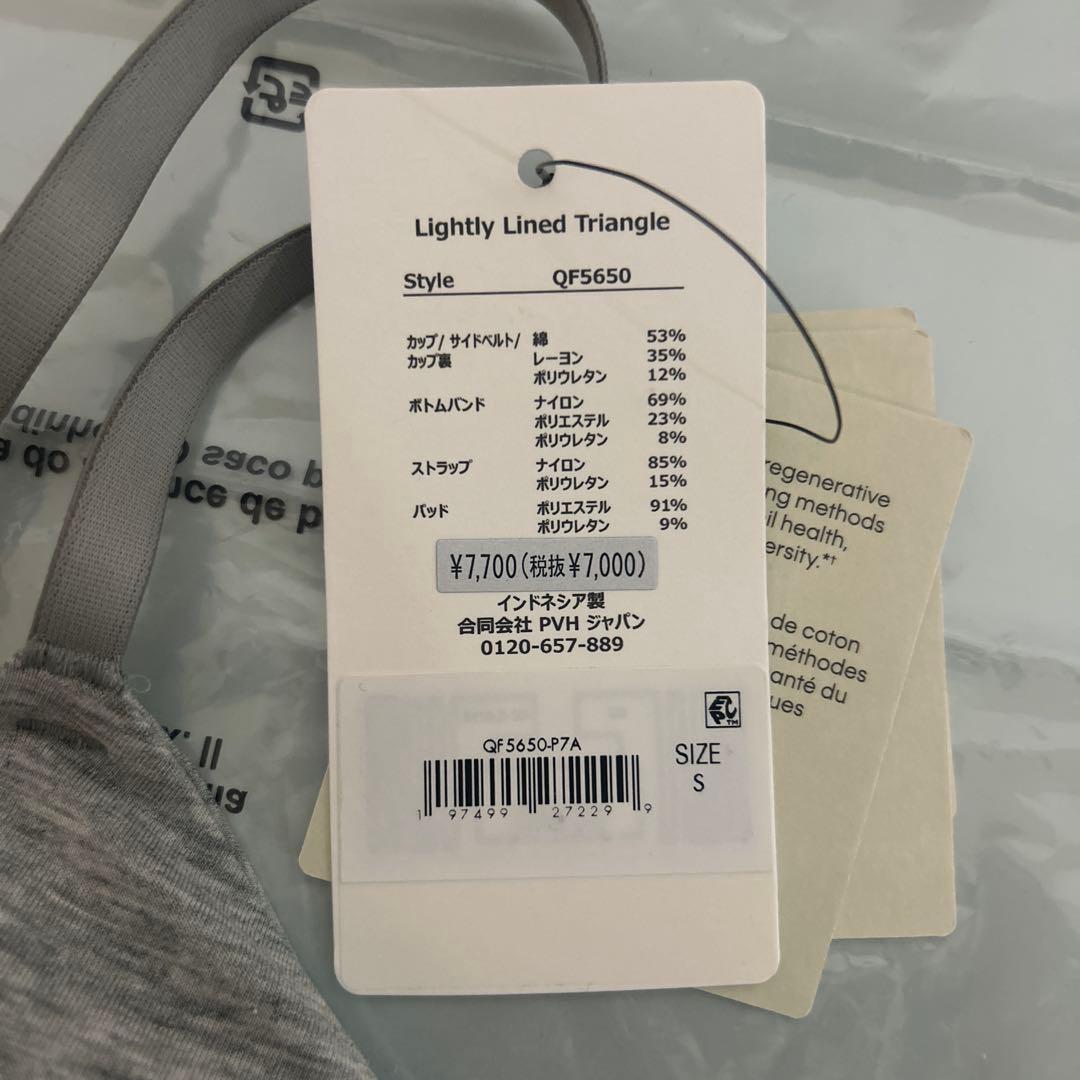 Lightly Lined Triangle
Style QF5650
カップ/ サイドベルト/ 綿 53%
カップ裏 レーヨン 35%
ポリウレタン 12%
ボトムバンド ナイロン 69%
ポリエステル 23%
ポリウレタン 8%
ストラップ ナイロン 85%
ポリウレタン 15%
パッド ポリエステル 91%
ポリウレタン 9%
¥7,700(税抜¥7,000)
インドネシア製
合同会社 PVH ジャパン
0120-657-889
EPC™
QF5650-P7A
SIZE
S
1 97499 27229 9
regenerative
methods
health,
de coton
méthodes
du
saco
de